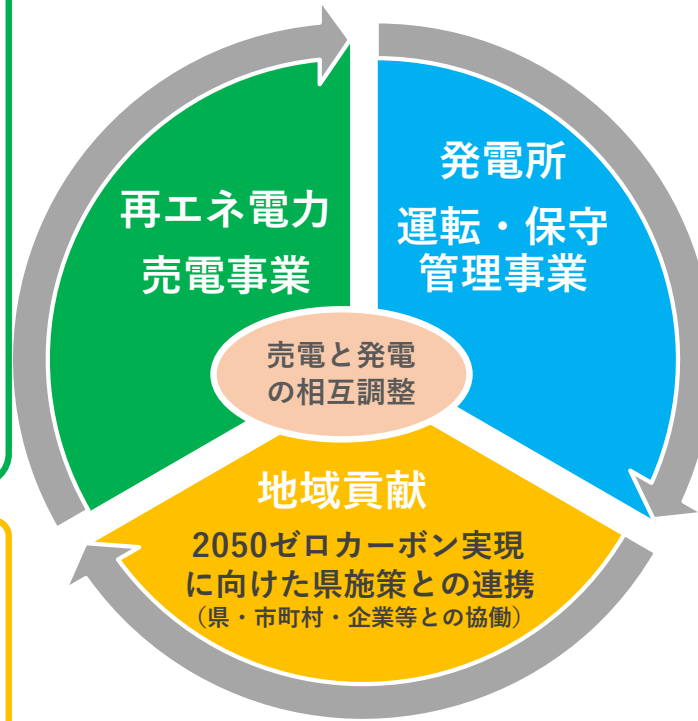 再エネ電力
売電事業
発電所
運転・保守
管理事業
売電と発電
の相互調整
地域貢献
2050ゼロカーボン実現
に向けた県施策との連携
（県・市町村・企業等との協働）